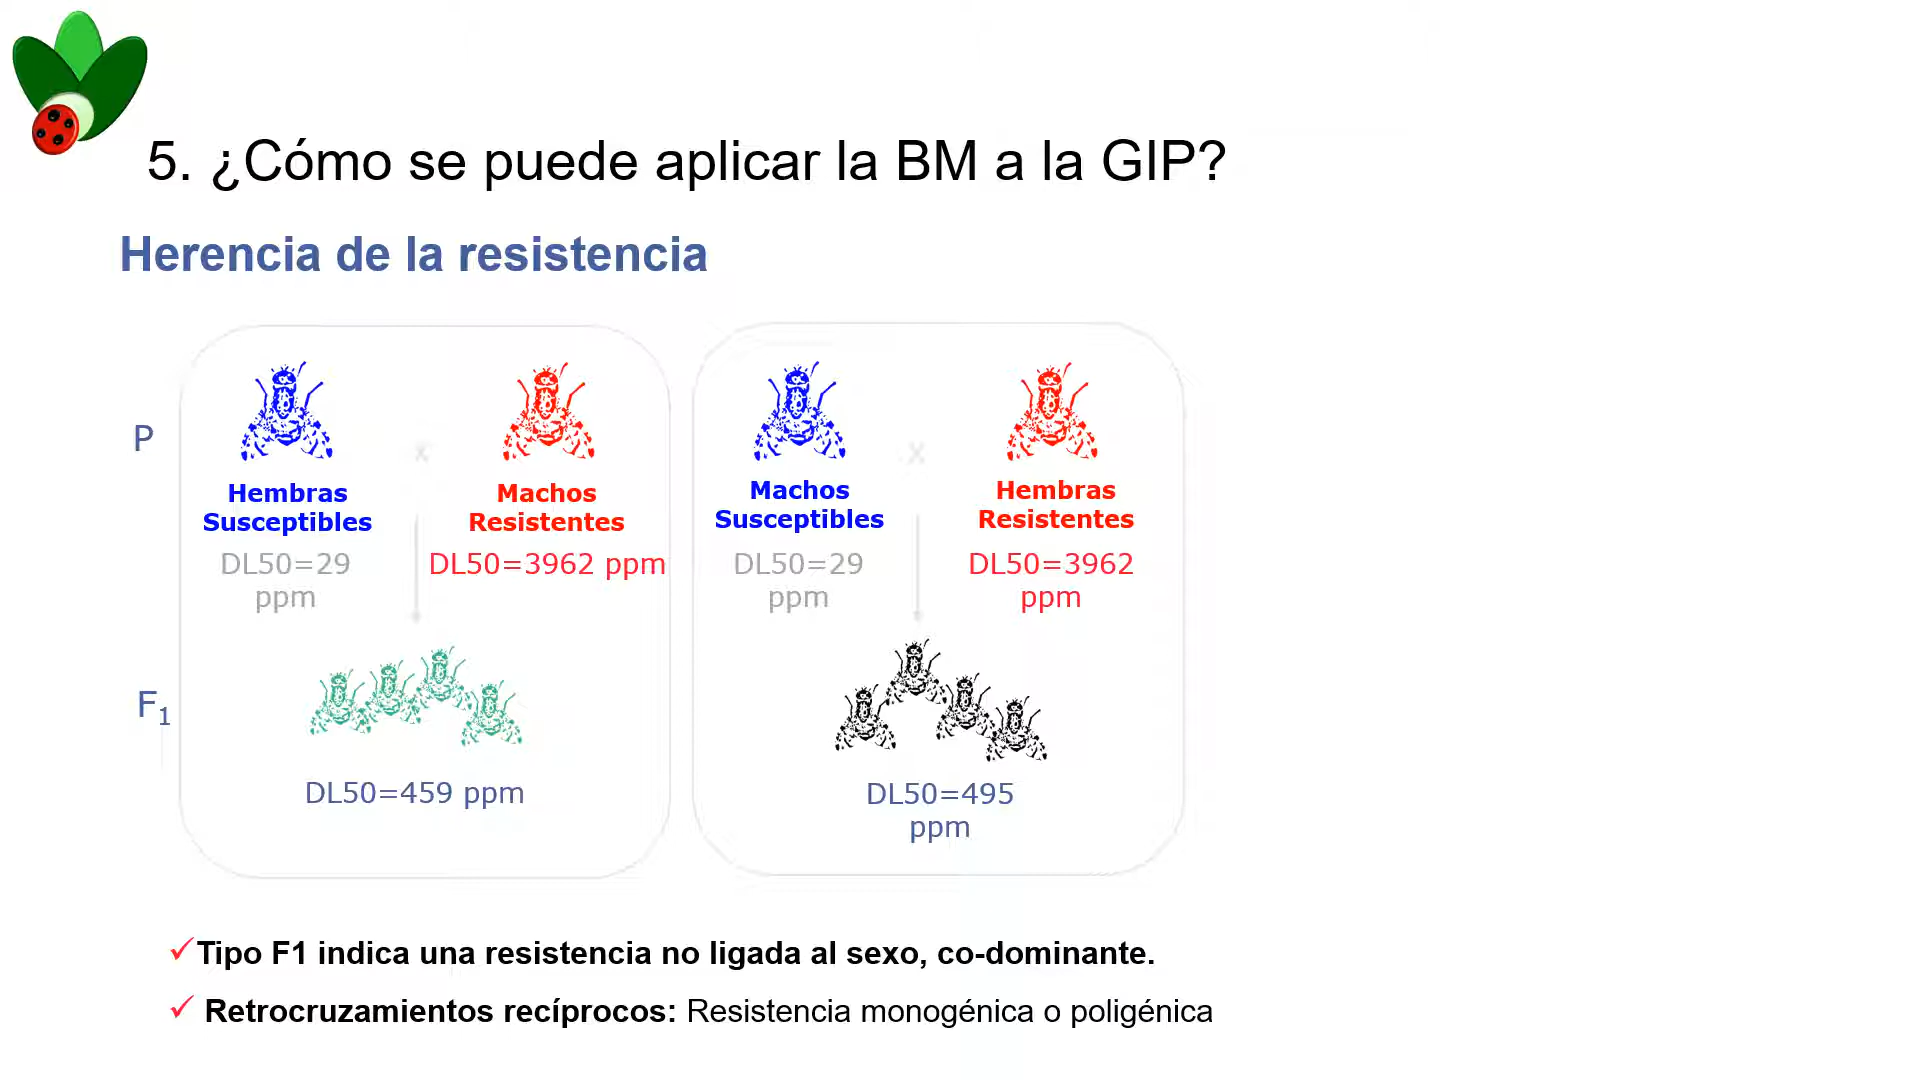 5. ¿Cómo se puede aplicar la BM a la GIP?
Herencia de la resistencia
P
x
Hembras
Susceptibles
Machos
Resistentes
DL50=29
ppm
DL50=3962 ppm
x
Machos
Susceptibles
Hembras
Resistentes
DL50=29
ppm
DL50=3962
ppm
F1
DL50=459 ppm
DL50=495
ppm
✓Tipo F1 indica una resistencia no ligada al sexo, co-dominante.
✓ Retrocruzamientos recíprocos: Resistencia monogénica o poligénica